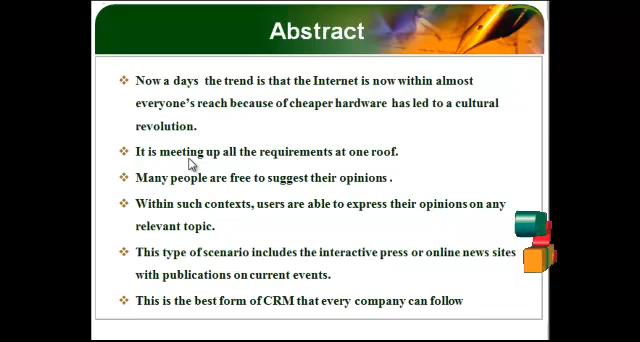 Abstract
Now a days the trend is that the Internet is now within almost
everyone's reach because of cheaper hardware has led to a cultural
revolution.
It is meeting up all the requirements at one roof.
Many people are free to suggest their opinions .
Within such contexts, users are able to express their opinions on any
relevant topic.
This type of scenario includes the interactive press or online news sites
with publications on current events.
This is the best form of CRM that every company can follow